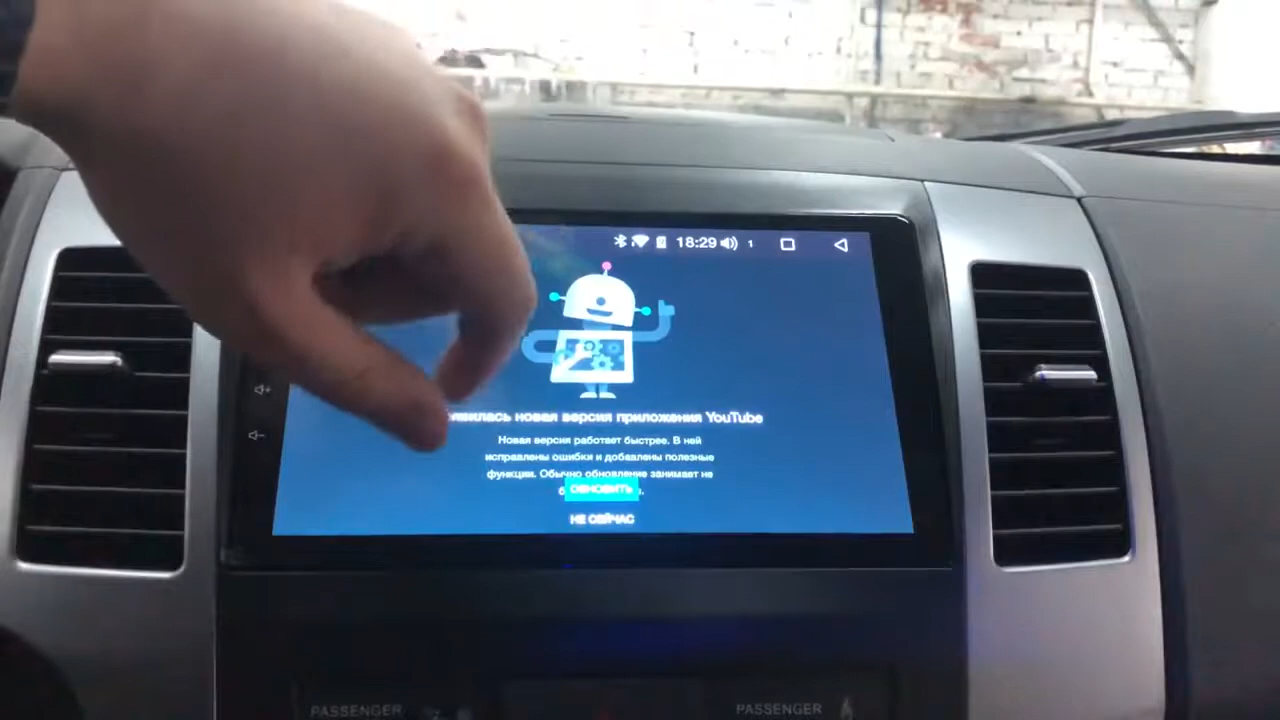 18:29 1
новая версия приложения YouTube
Новая версия работает быстрее. В ней
исправлены ошибки и добавлены полезные
функции. Обычно обновление занимает не
ОБНОВИТЬ
НЕ СЕЙЧАС
PASSENGER PASSENGER